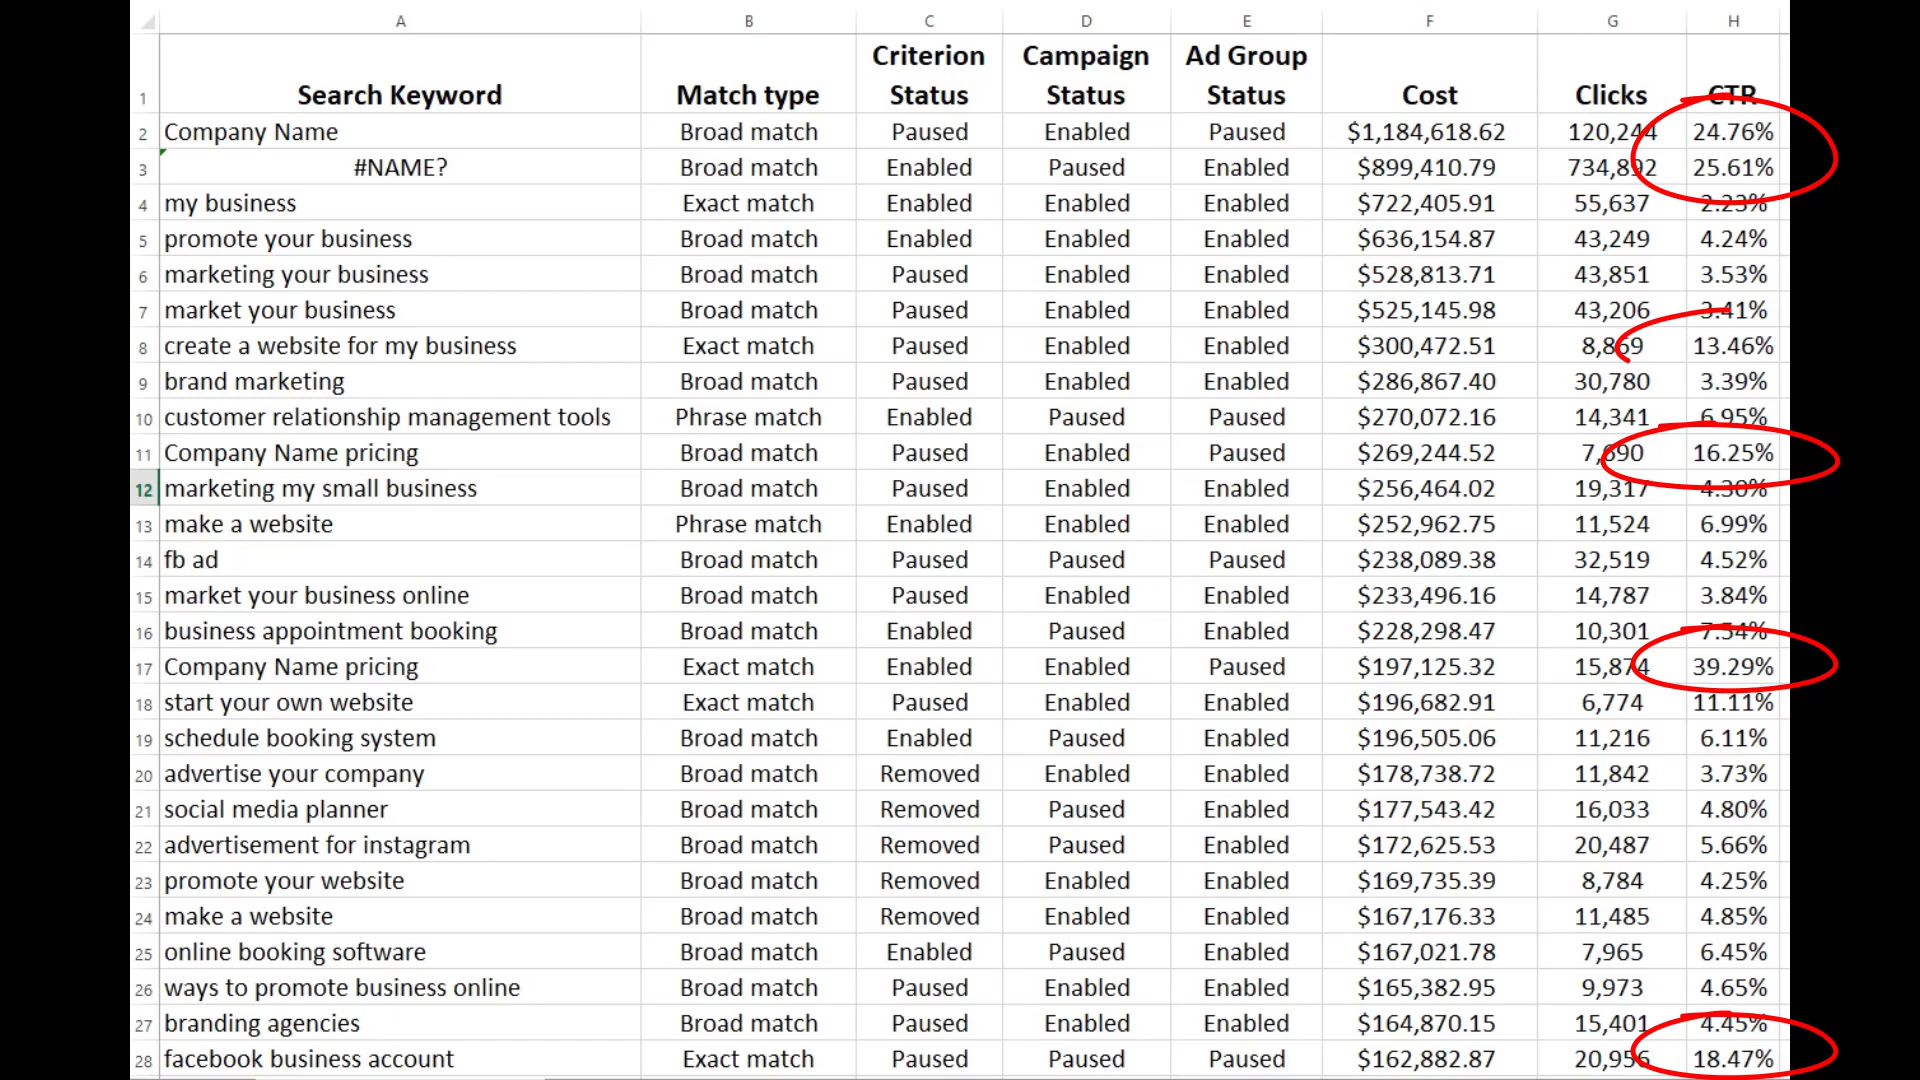 A B C D E F G H
1 Search Keyword Match type Criterion Status Campaign Status Ad Group Status Cost Clicks CTR
2 Company Name Broad match Paused Enabled Paused $1,184,618.62 120,244 24.76%
3 #NAME? Broad match Enabled Paused Enabled $899,410.79 734,892 25.61%
4 my business Exact match Enabled Enabled Enabled $722,405.91 55,637 2.23%
5 promote your business Broad match Enabled Enabled Enabled $636,154.87 43,249 4.24%
6 marketing your business Broad match Paused Enabled Enabled $528,813.71 43,851 3.53%
7 market your business Broad match Paused Enabled Enabled $525,145.98 43,206 3.41%
8 create a website for my business Exact match Paused Enabled Enabled $300,472.51 8,869 13.46%
9 brand marketing Broad match Paused Enabled Enabled $286,867.40 30,780 3.39%
10 customer relationship management tools Phrase match Enabled Paused Paused $270,072.16 14,341 6.95%
11 Company Name pricing Broad match Paused Enabled Paused $269,244.52 7,690 16.25%
12 marketing my small business Broad match Paused Enabled Enabled $256,464.02 19,317 4.30%
13 make a website Phrase match Enabled Enabled Enabled $252,962.75 11,524 6.99%
14 fb ad Broad match Paused Paused Paused $238,089.38 32,519 4.52%
15 market your business online Broad match Paused Enabled Enabled $233,496.16 14,787 3.84%
16 business appointment booking Broad match Enabled Paused Enabled $228,298.47 10,301 7.54%
17 Company Name pricing Exact match Enabled Enabled Paused $197,125.32 15,874 39.29%
18 start your own website Exact match Paused Enabled Enabled $196,682.91 6,774 11.11%
19 schedule booking system Broad match Enabled Paused Enabled $196,505.06 11,216 6.11%
20 advertise your company Broad match Removed Enabled Enabled $178,738.72 11,842 3.73%
21 social media planner Broad match Removed Paused Enabled $177,543.42 16,033 4.80%
22 advertisement for instagram Broad match Removed Paused Enabled $172,625.53 20,487 5.66%
23 promote your website Broad match Removed Enabled Enabled $169,735.39 8,784 4.25%
24 make a website Broad match Removed Enabled Enabled $167,176.33 11,485 4.85%
25 online booking software Broad match Enabled Paused Enabled $167,021.78 7,965 6.45%
26 ways to promote business online Broad match Paused Enabled Enabled $165,382.95 9,973 4.65%
27 branding agencies Broad match Paused Enabled Enabled $164,870.15 15,401 4.45%
28 facebook business account Exact match Paused Paused Paused $162,882.87 20,956 18.47%